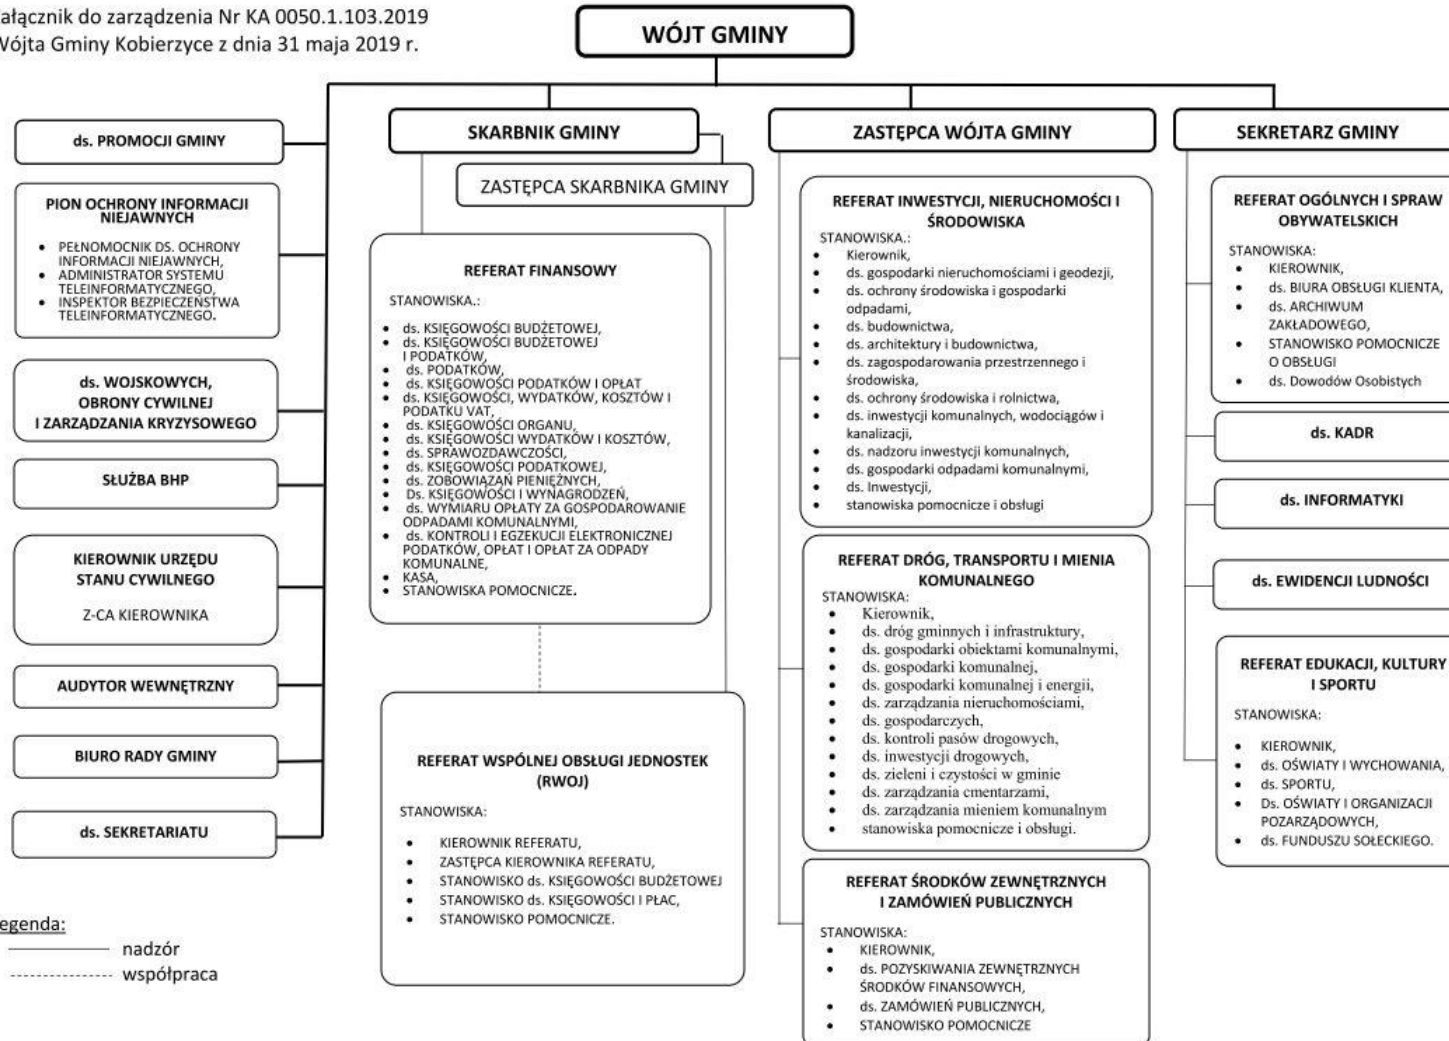 ałącznik do zarządzenia Nr KA 0050.1.103.2019
Wójta Gminy Kobierzyce z dnia 31 maja 2019 r.
WÓJT GMINY
ds. PROMOCJI GMINY
PION OCHRONY INFORMACJI
NIEJAWNYCH
• PEŁNOMOCNIK DS. OCHRONY
INFORMACJI NIEJAWNYCH,
• ADMINISTRATOR SYSTEMU
TELEINFORMATYCZNEGO,
• INSPEKTOR BEZPIECZEŃSTWA
TELEINFORMATYCZNEGO.
ds. WOJSKOWYCH,
OBRONY CYWILNEJ
I ZARZĄDZANIA KRYZYSOWEGO
SŁUŻBA BHP
KIEROWNIK URZĘDU
STANU CYWILNEGO
Z-CA KIEROWNIKA
AUDYTOR WEWNĘTRZNY
BIURO RADY GMINY
ds. SEKRETARIATU
egenda:
nadzór
współpraca
SKARBNIK GMINY
ZASTĘPCA SKARBNIKA GMINY
REFERAT FINANSOWY
STANOWISKA.:
• ds. KSIĘGOWOŚCI BUDŻETOWEJ,
• ds. KSIĘGOWOŚCI BUDŻETOWEJ
I PODATKÓW,
• ds. PODATKÓW,
• ds. KSIĘGOWOŚCI PODATKÓW I OPŁAT
• ds. KSIĘGOWOŚCI, WYDATKÓW, KOSZTÓW I
PODATKU VAT,
• ds. KSIĘGOWOŚCI ORGANU,
• ds. KSIĘGOWOŚCI WYDATKÓW I KOSZTÓW,
• ds. SPRAWOZDAWCZOŚCI,
• ds. KSIĘGOWOŚCI PODATKOWEJ,
• ds. ZOBOWIĄZAŃ PIENIĘŻNYCH,
• Ds. KSIĘGOWOŚCI I WYNAGRODZEŃ,
• ds. WYMIARU OPŁATY ZA GOSPODAROWANIE
ODPADAMI KOMUNALNYMI,
• ds. KONTROLI I EGZEKUCJI ELEKTRONICZNEJ
PODATKÓW, OPŁAT I OPŁAT ZA ODPADY
KOMUNALNE,
• KASA,
• STANOWISKA POMOCNICZE.
REFERAT WSPÓLNEJ OBSŁUGI JEDNOSTEK
(RWOJ)
STANOWISKA:
• KIEROWNIK REFERATU,
• ZASTĘPCA KIEROWNIKA REFERATU,
• STANOWISKO ds. KSIĘGOWOŚCI BUDŻETOWEJ
• STANOWISKO ds. KSIĘGOWOŚCI I PŁAC,
• STANOWISKO POMOCNICZE.
ZASTĘPCA WÓJTA GMINY
REFERAT INWESTYCJI, NIERUCHOMOŚCI I
ŚRODOWISKA
STANOWISKA.:
• Kierownik,
• ds. gospodarki nieruchomościami i geodezji,
• ds. ochrony środowiska i gospodarki
odpadami,
• ds. budownictwa,
• ds. architektury i budownictwa,
• ds. zagospodarowania przestrzennego i
środowiska,
• ds. ochrony środowiska i rolnictwa,
• ds. inwestycji komunalnych, wodociągów i
kanalizacji,
• ds. nadzoru inwestycji komunalnych,
• ds. gospodarki odpadami komunalnymi,
• ds. Inwestycji,
• stanowiska pomocnicze i obsługi
REFERAT DRÓG, TRANSPORTU I MIENIA
KOMUNALNEGO
STANOWISKA:
• Kierownik,
• ds. dróg gminnych i infrastruktury,
• ds. gospodarki obiektami komunalnymi,
• ds. gospodarki komunalnej,
• ds. gospodarki komunalnej i energii,
• ds. zarządzania nieruchomościami,
• ds. gospodarczych,
• ds. kontroli pasów drogowych,
• ds. inwestycji drogowych,
• ds. zieleni i czystości w gminie
• ds. zarządzania cmentarzami,
• ds. zarządzania mieniem komunalnym
• stanowiska pomocnicze i obsługi.
REFERAT ŚRODKÓW ZEWNĘTRZNYCH
I ZAMÓWIEŃ PUBLICZNYCH
STANOWISKA:
• KIEROWNIK,
• ds. POZYSKIWANIA ZEWNĘTRZNYCH
ŚRODKÓW FINANSOWYCH,
• ds. ZAMÓWIEŃ PUBLICZNYCH,
• STANOWISKO POMOCNICZE
SEKRETARZ GMINY
REFERAT OGÓLNYCH I SPRAW
OBYWATELSKICH
STANOWISKA:
• KIEROWNIK,
• ds. BIURA OBSŁUGI KLIENTA,
• ds. ARCHIWUM
ZAKŁADOWEGO,
• STANOWISKO POMOCNICZE
O OBSŁUGI
• ds. Dowodów Osobistych
ds. KADR
ds. INFORMATYKI
ds. EWIDENCJI LUDNOŚCI
REFERAT EDUKACJI, KULTURY
I SPORTU
STANOWISKA:
• KIEROWNIK,
• ds. OŚWIATY I WYCHOWANIA,
• ds. SPORTU,
• Ds. OŚWIATY I ORGANIZACJI
POZARZĄDOWYCH,
• ds. FUNDUSZU SOŁECKIEGO.